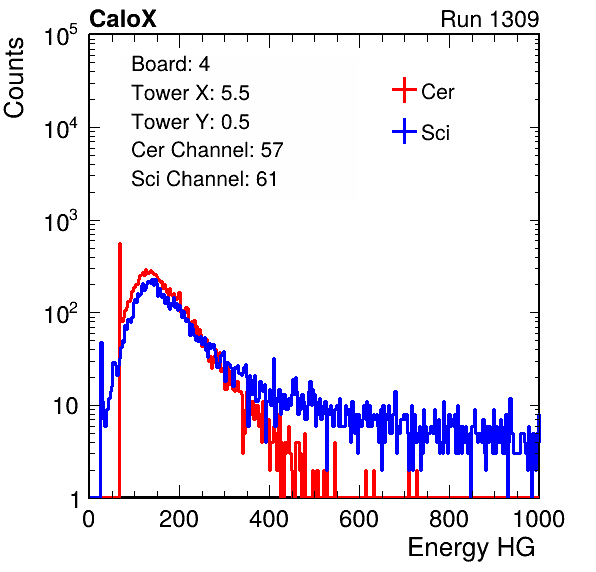 CaloX Run 1309
Counts
Board: 4
Tower X: 5.5
Tower Y: 0.5
Cer Channel: 57
Sci Channel: 61
Cer
Sci
10^5
10^4
10^3
10^2
10
1
0 200 400 600 800 1000
Energy HG